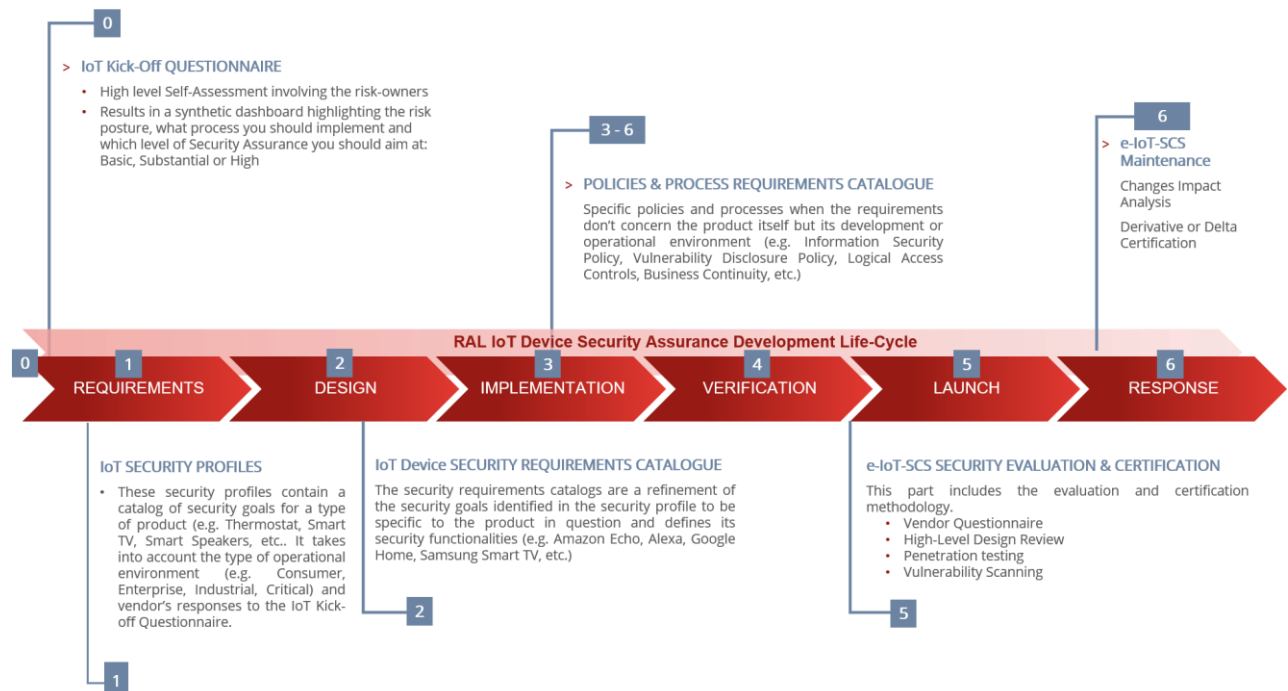 0
> IoT Kick-Off QUESTIONNAIRE
• High level Self-Assessment involving the risk-owners
• Results in a synthetic dashboard highlighting the risk
posture, what process you should implement and
which level of Security Assurance you should aim at:
Basic, Substantial or High
3 - 6
> POLICIES & PROCESS REQUIREMENTS CATALOGUE
Specific policies and processes when the requirements
don't concern the product itself but its development or
operational environment (e.g. Information Security
Policy, Vulnerability Disclosure Policy, Logical Access
Controls, Business Continuity, etc.)
6
> e-IoT-SCS
Maintenance
Changes Impact
Analysis
Derivative or Delta
Certification
RAL IoT Device Security Assurance Development Life-Cycle
0
1
REQUIREMENTS
2
DESIGN
3
IMPLEMENTATION
4
VERIFICATION
5
LAUNCH
6
RESPONSE
IoT SECURITY PROFILES
• These security profiles contain a
catalog of security goals for a type
of product (e.g. Thermostat, Smart
TV, Smart Speakers, etc.. It takes
into account the type of operational
environment (e.g. Consumer,
Enterprise, Industrial, Critical) and
vendor's responses to the IoT Kick-
off Questionnaire.
1
IoT Device SECURITY REQUIREMENTS CATALOGUE
The security requirements catalogs are a refinement of
the security goals identified in the security profile to be
specific to the product in question and defines its
security functionalities (e.g. Amazon Echo, Alexa, Google
Home, Samsung Smart TV, etc.)
2
e-IoT-SCS SECURITY EVALUATION & CERTIFICATION
This part includes the evaluation and certification
methodology.
• Vendor Questionnaire
• High-Level Design Review
• Penetration testing
• Vulnerability Scanning
5